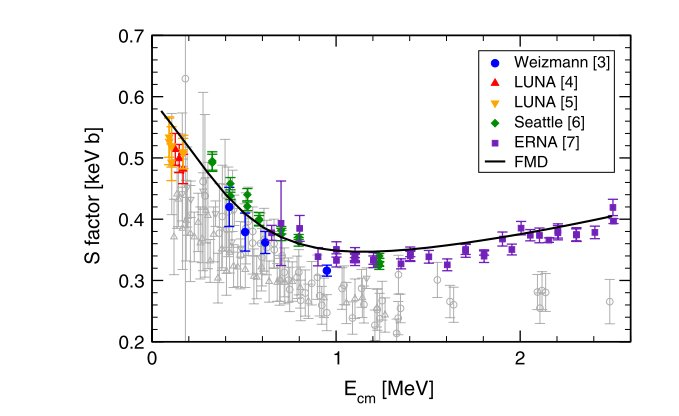 0.7
0.6
0.5
0.4
0.3
0.2
S factor [keV b]
Weizmann [3]
LUNA [4]
LUNA [5]
Seattle [6]
ERNA [7]
FMD
0
1
2
E_cm [MeV]